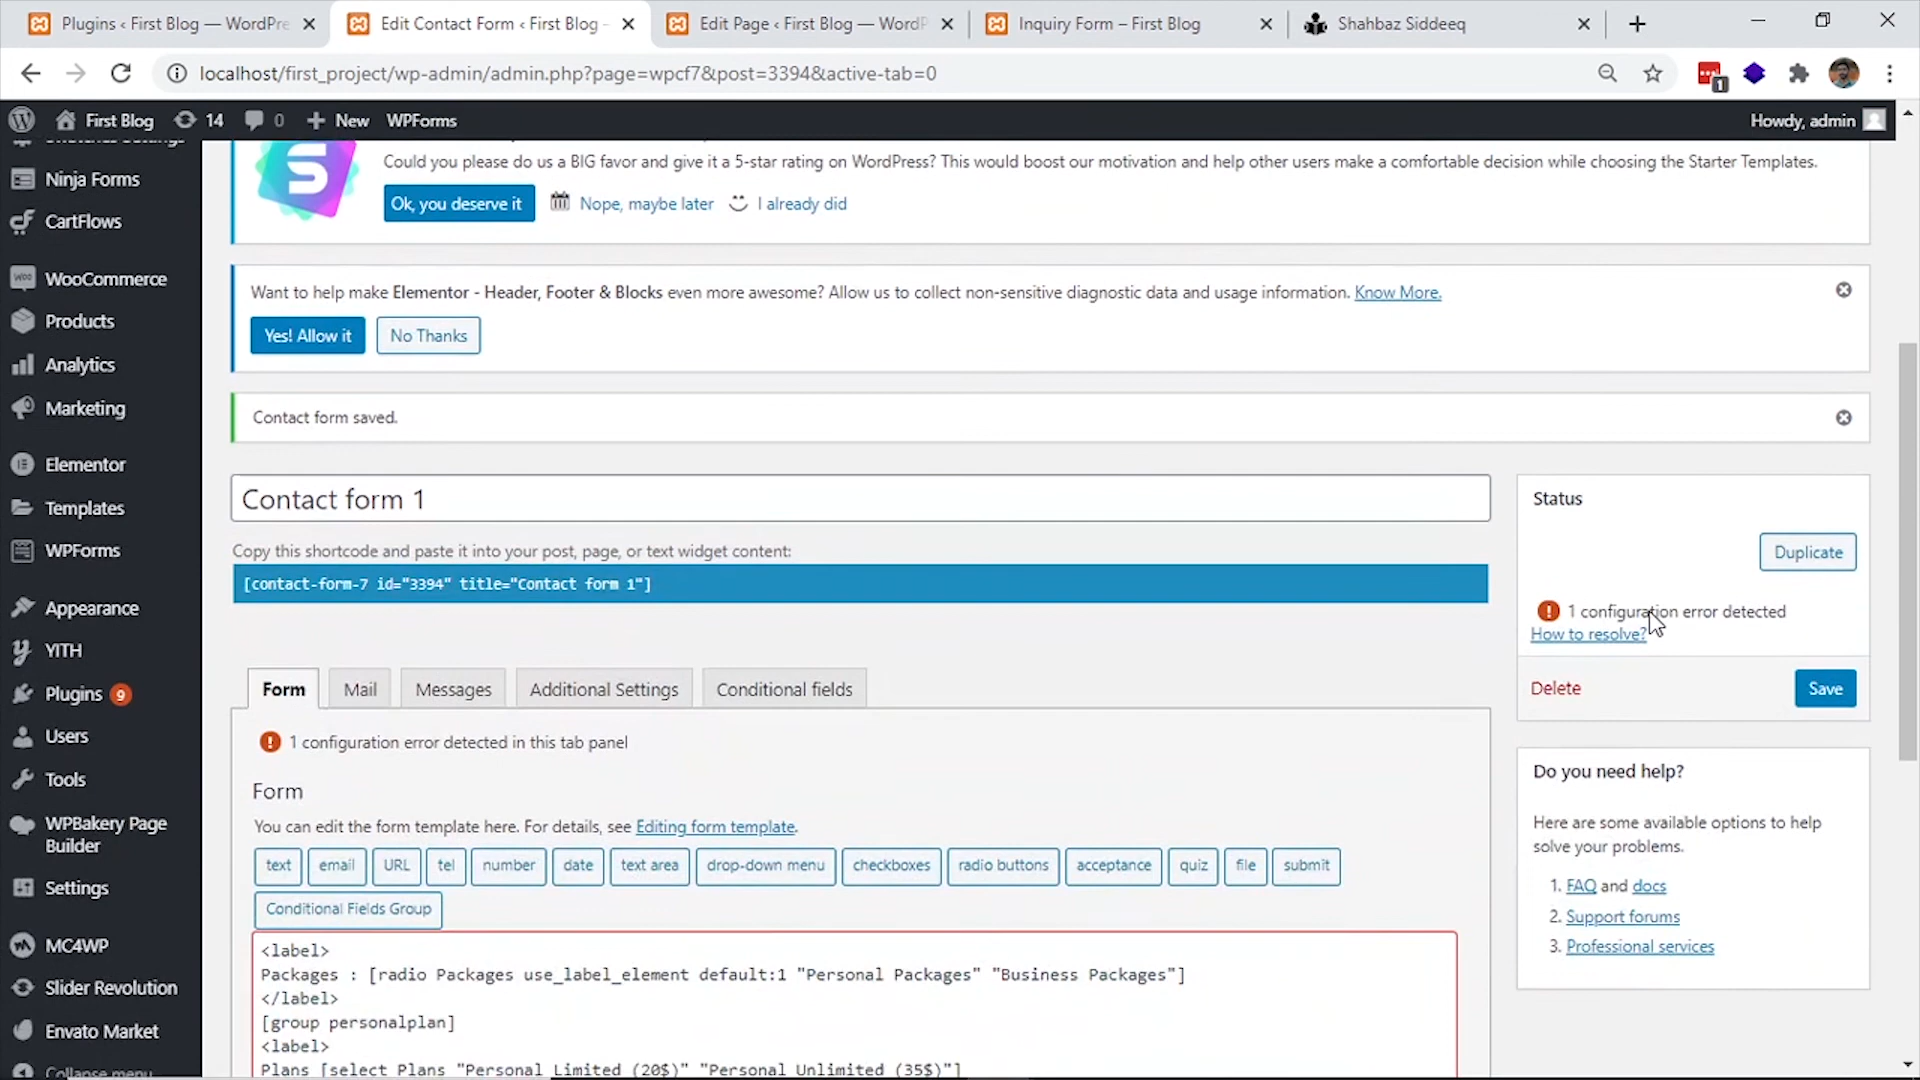 Plugins ‹ First Blog — WordPre
Edit Contact Form ‹ First Blog –
Edit Page ‹ First Blog — WordP
Inquiry Form – First Blog
Shahbaz Siddeeq
localhost/first_project/wp-admin/admin.php?page=wpcf7&post=3394&active-tab=0
1
First Blog
14
0
New
WPForms
Howdy, admin
Ninja Forms
CartFlows
WooCommerce
Products
Analytics
Marketing
Elementor
Templates
WPForms
Appearance
YITH
Plugins 9
Users
Tools
WPBakery Page
Builder
Settings
MC4WP
Slider Revolution
Envato Market
Collapse menu
Could you please do us a BIG favor and give it a 5-star rating on WordPress? This would boost our motivation and help other users make a comfortable decision while choosing the Starter Templates.
Ok, you deserve it
Nope, maybe later
I already did
Want to help make Elementor - Header, Footer & Blocks even more awesome? Allow us to collect non-sensitive diagnostic data and usage information. Know More.
Yes! Allow it
No Thanks
Contact form saved.
Contact form 1
Copy this shortcode and paste it into your post, page, or text widget content:
[contact-form-7 id="3394" title="Contact form 1"]
Form
Mail
Messages
Additional Settings
Conditional fields
1 configuration error detected in this tab panel
Form
You can edit the form template here. For details, see Editing form template.
text
email
URL
tel
number
date
text area
drop-down menu
checkboxes
radio buttons
acceptance
quiz
file
submit
Conditional Fields Group
<label>
Packages : [radio Packages use_label_element default:1 "Personal Packages" "Business Packages"]
</label>
[group personalplan]
<label>
Plans [select Plans "Personal Limited (20$)" "Personal Unlimited (35$)"]
Status
Duplicate
1 configuration error detected
How to resolve?
Delete
Save
Do you need help?
Here are some available options to help
solve your problems.
1. FAQ and docs
2. Support forums
3. Professional services